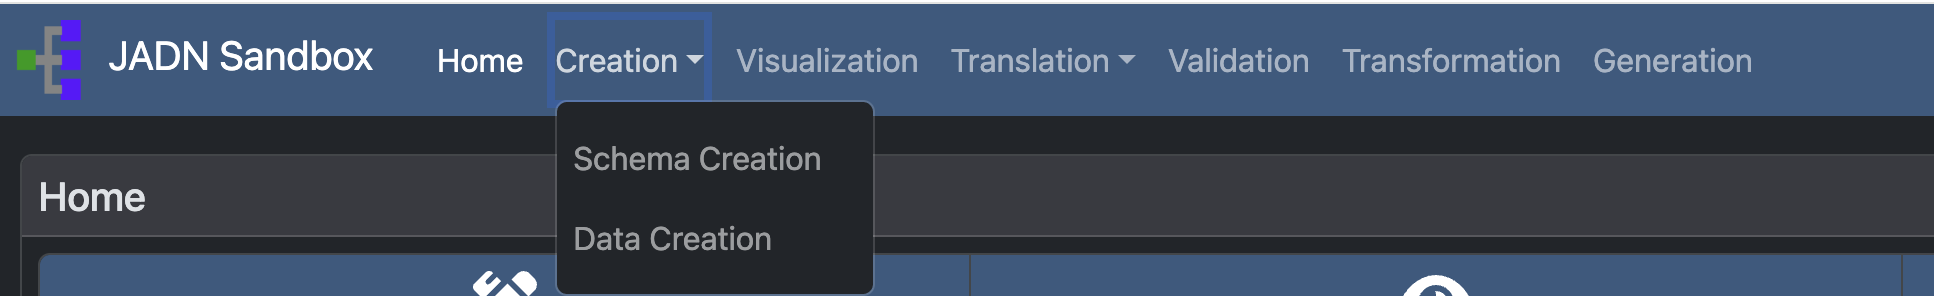 JADN Sandbox Home Creation Visualization Translation Validation Transformation Generation
Schema Creation
Home
Data Creation